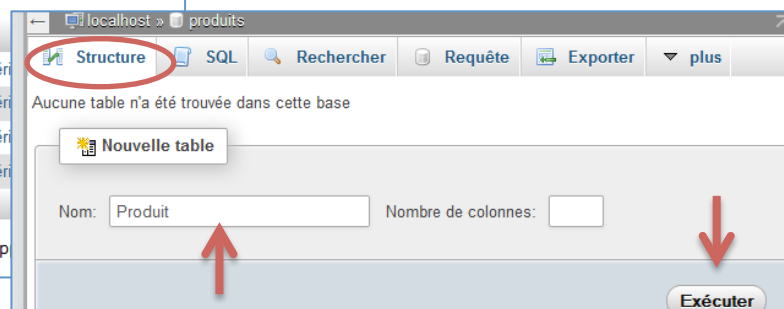 ← localhost » produits
Structure SQL Rechercher Requête Exporter plus
Aucune table n'a été trouvée dans cette base
Nouvelle table
Nom: Produit Nombre de colonnes:
Exécuter